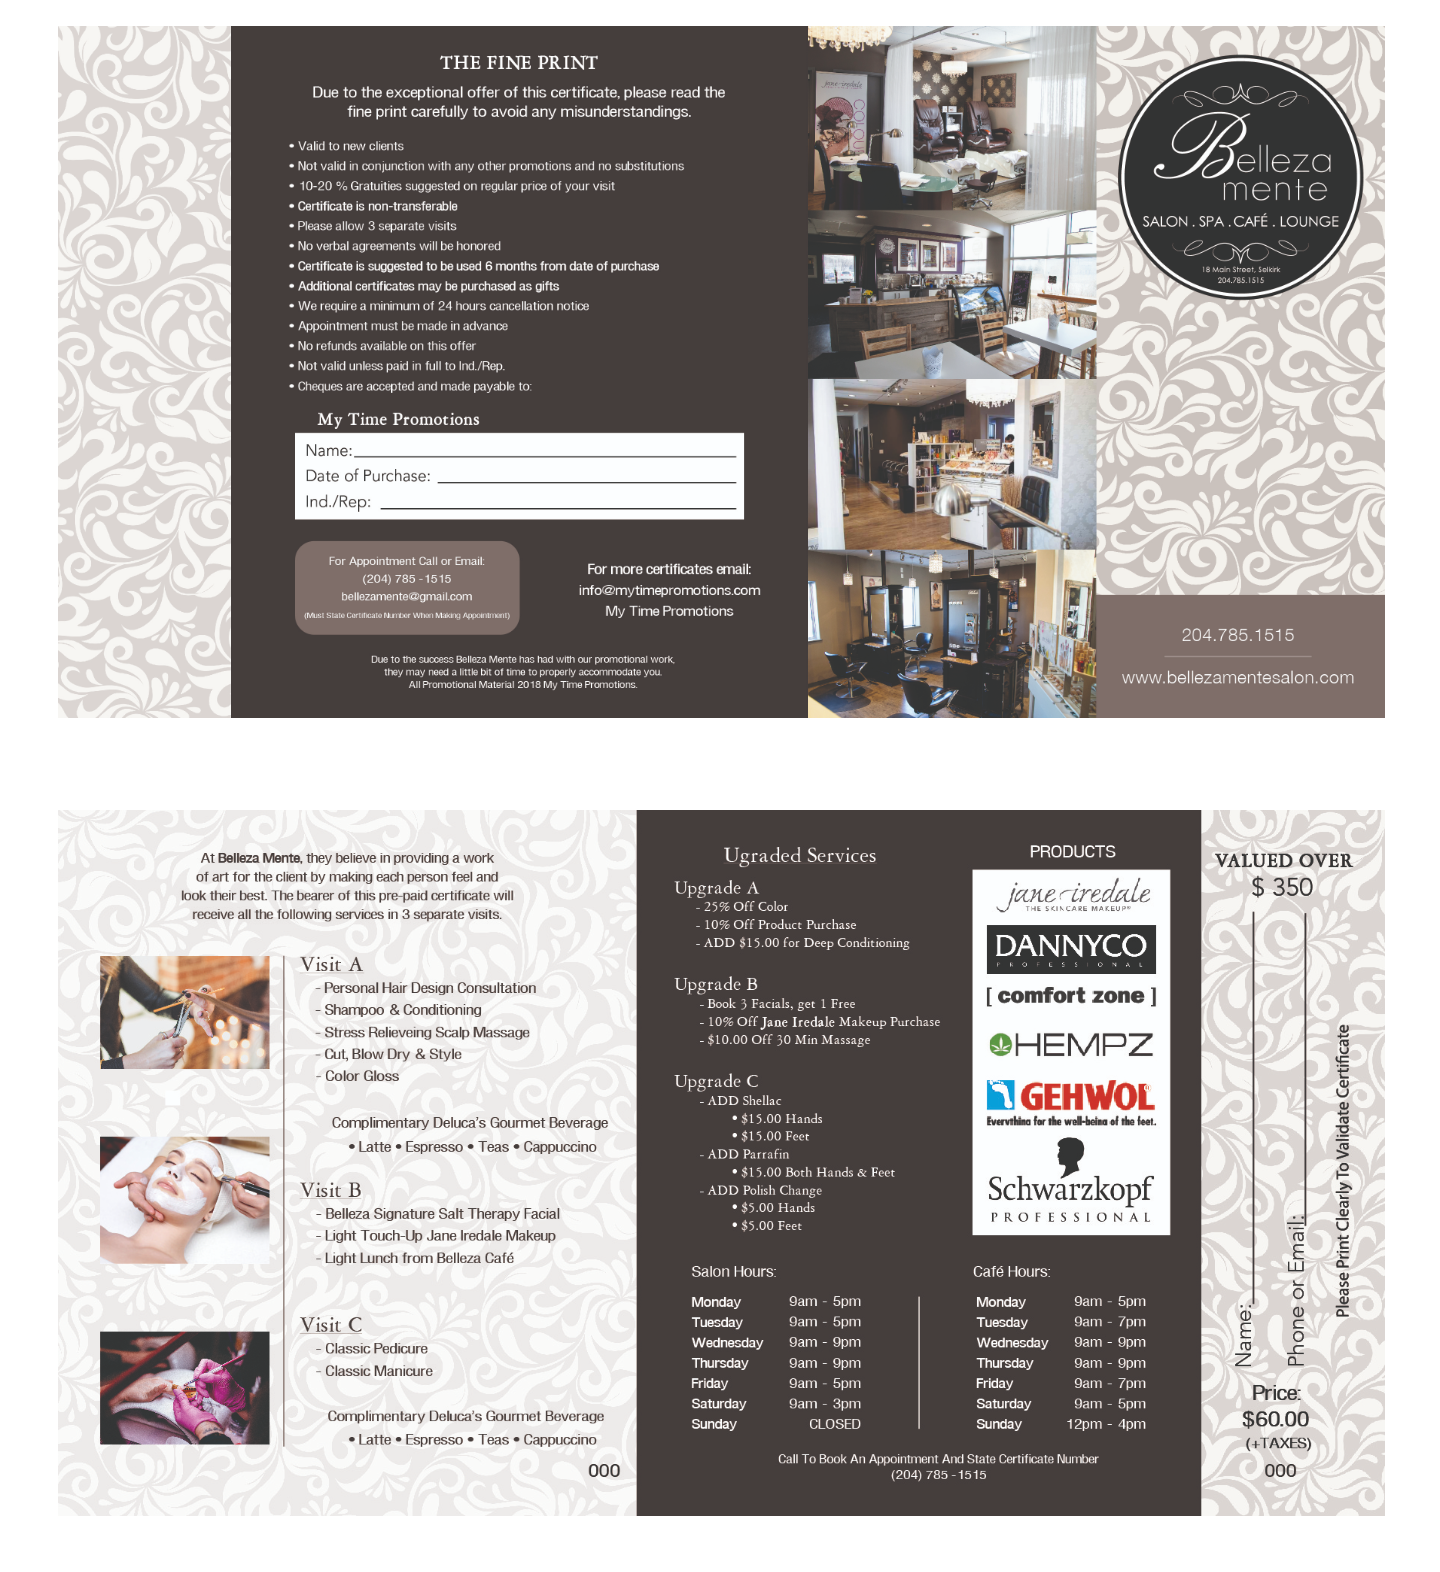 THE FINE PRINT
Due to the exceptional offer of this certificate, please read the
fine print carefully to avoid any misunderstandings.
• Valid to new clients
• Not valid in conjunction with any other promotions and no substitutions
• 10-20 % Gratuities suggested on regular price of your visit
• Certificate is non-transferable
• Please allow 3 separate visits
• No verbal agreements will be honored
• Certificate is suggested to be used 6 months from date of purchase
• Additional certificates may be purchased as gifts
• We require a minimum of 24 hours cancellation notice
• Appointment must be made in advance
• No refunds available on this offer
• Not valid unless paid in full to Ind./Rep.
• Cheques are accepted and made payable to:
My Time Promotions
Name:
Date of Purchase:
Ind./Rep:
For Appointment Call or Email:
(204) 785 -1515
bellezamente@gmail.com
(Must State Certificate Number When Making Appointment)
For more certificates email:
info@mytimepromotions.com
My Time Promotions
Due to the success Belleza Mente has had with our promotional work,
they may need a little bit of time to properly accommodate you.
All Promotional Material 2018 My Time Promotions.
jane iredale
Belleza
mente
SALON . SPA . CAFÉ . LOUNGE
18 Main Street, Selkirk
204.785.1515
204.785.1515
www.bellezamentesalon.com
At Belleza Mente, they believe in providing a work
of art for the client by making each person feel and
look their best. The bearer of this pre-paid certificate will
receive all the following services in 3 separate visits.
Visit A
- Personal Hair Design Consultation
- Shampoo & Conditioning
- Stress Relieveing Scalp Massage
- Cut, Blow Dry & Style
- Color Gloss
Complimentary Deluca's Gourmet Beverage
• Latte • Espresso • Teas • Cappuccino
Visit B
- Belleza Signature Salt Therapy Facial
- Light Touch-Up Jane Iredale Makeup
- Light Lunch from Belleza Café
Visit C
- Classic Pedicure
- Classic Manicure
Complimentary Deluca's Gourmet Beverage
• Latte • Espresso • Teas • Cappuccino
000
Ugraded Services
Upgrade A
- 25% Off Color
- 10% Off Product Purchase
- ADD $15.00 for Deep Conditioning
Upgrade B
- Book 3 Facials, get 1 Free
- 10% Off Jane Iredale Makeup Purchase
- $10.00 Off 30 Min Massage
Upgrade C
- ADD Shellac
• $15.00 Hands
• $15.00 Feet
- ADD Parrafin
• $15.00 Both Hands & Feet
- ADD Polish Change
• $5.00 Hands
• $5.00 Feet
PRODUCTS
jane iredale
THE SKINCARE MAKEUP®
DANNYCO
PROFESSIONAL
[ comfort zone ]
HEMPZ
GEHWOL®
Everything for the well-being of the feet.
Schwarzkopf
PROFESSIONAL
Salon Hours:
Monday 9am - 5pm
Tuesday 9am - 5pm
Wednesday 9am - 9pm
Thursday 9am - 9pm
Friday 9am - 5pm
Saturday 9am - 3pm
Sunday CLOSED
Café Hours:
Monday 9am - 5pm
Tuesday 9am - 7pm
Wednesday 9am - 9pm
Thursday 9am - 9pm
Friday 9am - 7pm
Saturday 9am - 5pm
Sunday 12pm - 4pm
Call To Book An Appointment And State Certificate Number
(204) 785 -1515
VALUED OVER
$ 350
Name:
Phone or Email:
Please Print Clearly To Validate Certificate
Price:
$60.00
(+TAXES)
000